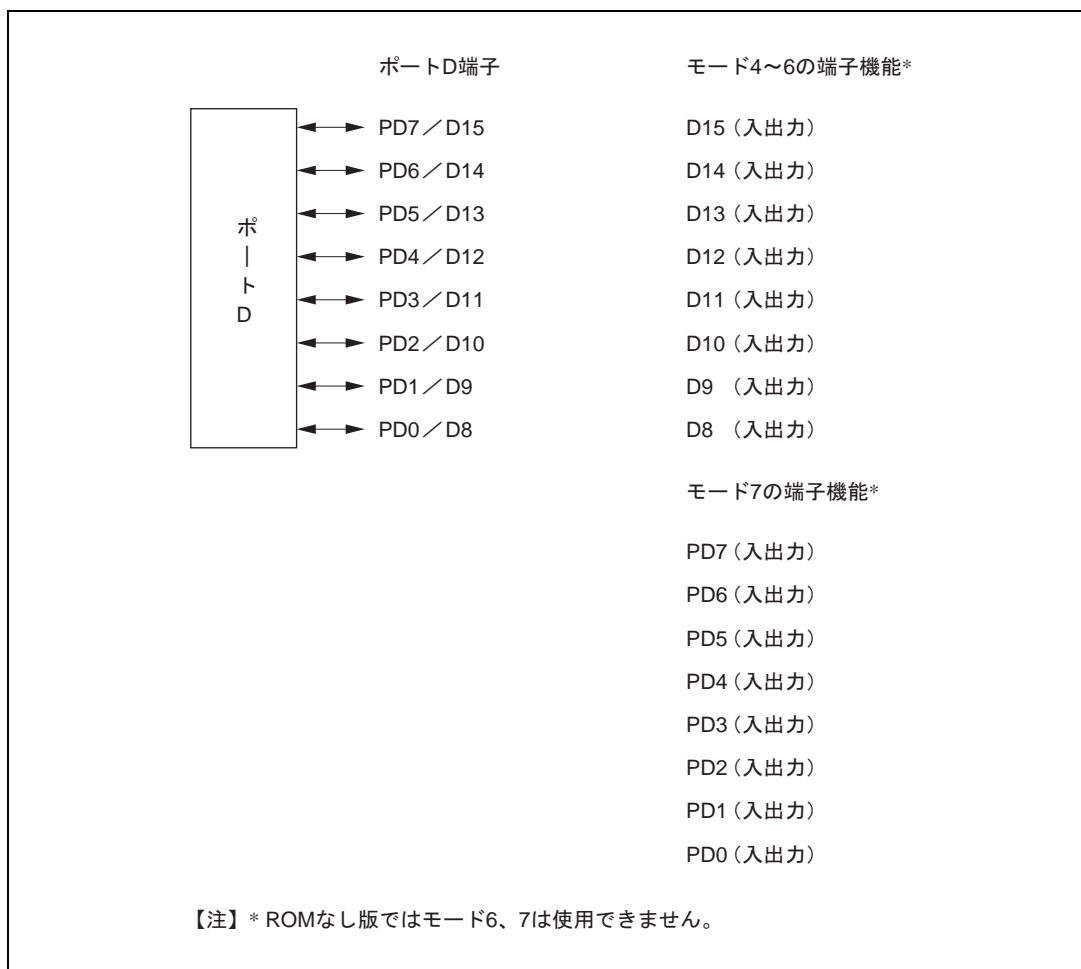 ポートD端子 モード4～6の端子機能*
PD7／D15 D15（入出力）
PD6／D14 D14（入出力）
PD5／D13 D13（入出力）
PD4／D12 D12（入出力）
PD3／D11 D11（入出力）
PD2／D10 D10（入出力）
PD1／D9 D9 （入出力）
PD0／D8 D8 （入出力）
ポートD
モード7の端子機能*
PD7（入出力）
PD6（入出力）
PD5（入出力）
PD4（入出力）
PD3（入出力）
PD2（入出力）
PD1（入出力）
PD0（入出力）
【注】* ROMなし版ではモード6、7は使用できません。